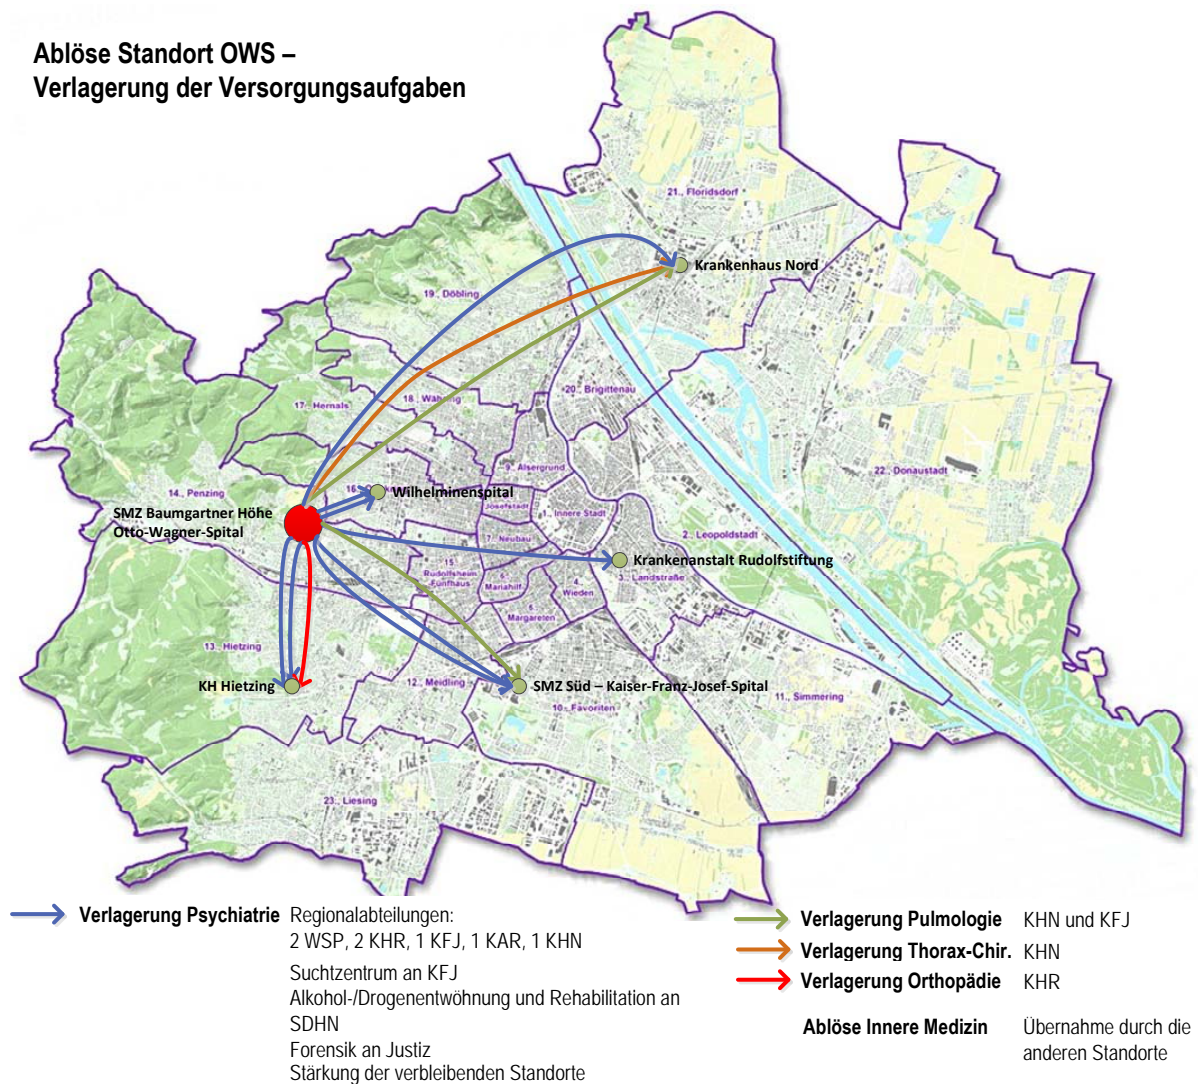 Ablöse Standort OWS –
Verlagerung der Versorgungsaufgaben
21., Floridsdorf
Krankenhaus Nord
19., Döbling
20., Brigittenau
18., Währing
17., Hernals
9., Alsergrund
22., Donaustadt
14., Penzing
16.,
Wilhelminenspital
Josefstadt
SMZ Baumgartner Höhe
Otto-Wagner-Spital
1., Innere Stadt
7., Neubau
2., Leopoldstadt
15.,
Rudolfsheim-
Fünfhaus
6.,
Mariahilf
Krankenanstalt Rudolfstiftung
3., Landstraße
4.,
Wieden
5.,
Margareten
13., Hietzing
KH Hietzing
12., Meidling
SMZ Süd – Kaiser-Franz-Josef-Spital
10., Favoriten
11., Simmering
23., Liesing
Verlagerung Psychiatrie Regionalabteilungen:
2 WSP, 2 KHR, 1 KFJ, 1 KAR, 1 KHN
Suchtzentrum an KFJ
Alkohol-/Drogenentwöhnung und Rehabilitation an
SDHN
Forensik an Justiz
Stärkung der verbleibenden Standorte
Verlagerung Pulmologie KHN und KFJ
Verlagerung Thorax-Chir. KHN
Verlagerung Orthopädie KHR
Ablöse Innere Medizin Übernahme durch die
anderen Standorte